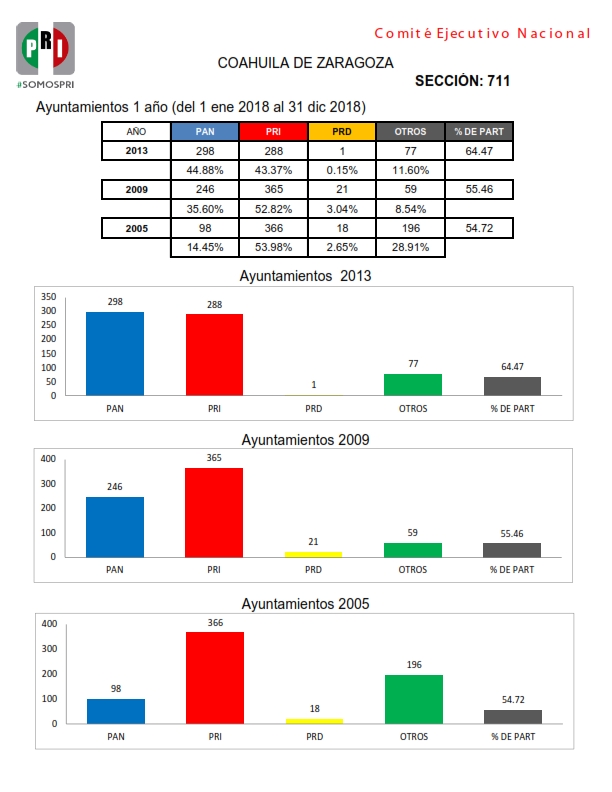 Comité Ejecutivo Nacional
PRI
#SOMOSPRI
COAHUILA DE ZARAGOZA
SECCIÓN: 711
Ayuntamientos 1 año (del 1 ene 2018 al 31 dic 2018)
AÑO PAN PRI PRD OTROS % DE PART
2013 298 288 1 77 64.47
44.88% 43.37% 0.15% 11.60%
2009 246 365 21 59 55.46
35.60% 52.82% 3.04% 8.54%
2005 98 366 18 196 54.72
14.45% 53.98% 2.65% 28.91%
Ayuntamientos 2013
350
300
250
200
150
100
50
0
298 288 1 77 64.47
PAN PRI PRD OTROS % DE PART
Ayuntamientos 2009
400
300
200
100
0
246 365 21 59 55.46
PAN PRI PRD OTROS % DE PART
Ayuntamientos 2005
400
300
200
100
0
98 366 18 196 54.72
PAN PRI PRD OTROS % DE PART